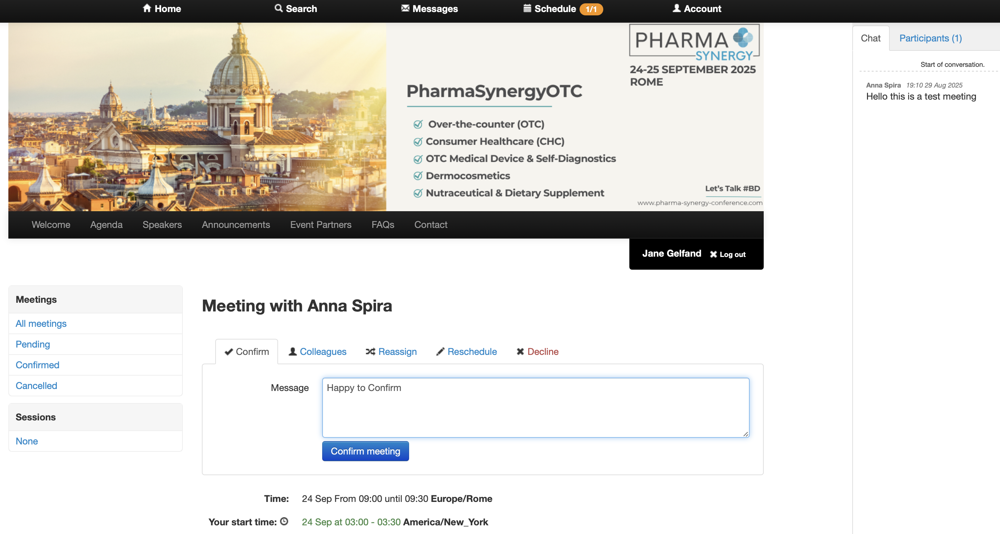 Home Search Messages Schedule 1/1 Account
PHARMA
SYNERGY
24-25 SEPTEMBER 2025
ROME
PharmaSynergyOTC
Over-the-counter (OTC)
Consumer Healthcare (CHC)
OTC Medical Device & Self-Diagnostics
Dermocosmetics
Nutraceutical & Dietary Supplement
Let's Talk #BD
www.pharma-synergy-conference.com
Welcome Agenda Speakers Announcements Event Partners FAQs Contact
Jane Gelfand Log out
Chat Participants (1)
Start of conversation.
Anna Spira 19:10 29 Aug 2025
Hello this is a test meeting
Meetings
All meetings
Pending
Confirmed
Cancelled
Sessions
None
Meeting with Anna Spira
Confirm Colleagues Reassign Reschedule Decline
Message Happy to Confirm
Confirm meeting
Time: 24 Sep From 09:00 until 09:30 Europe/Rome
Your start time: 24 Sep at 03:00 - 03:30 America/New_York